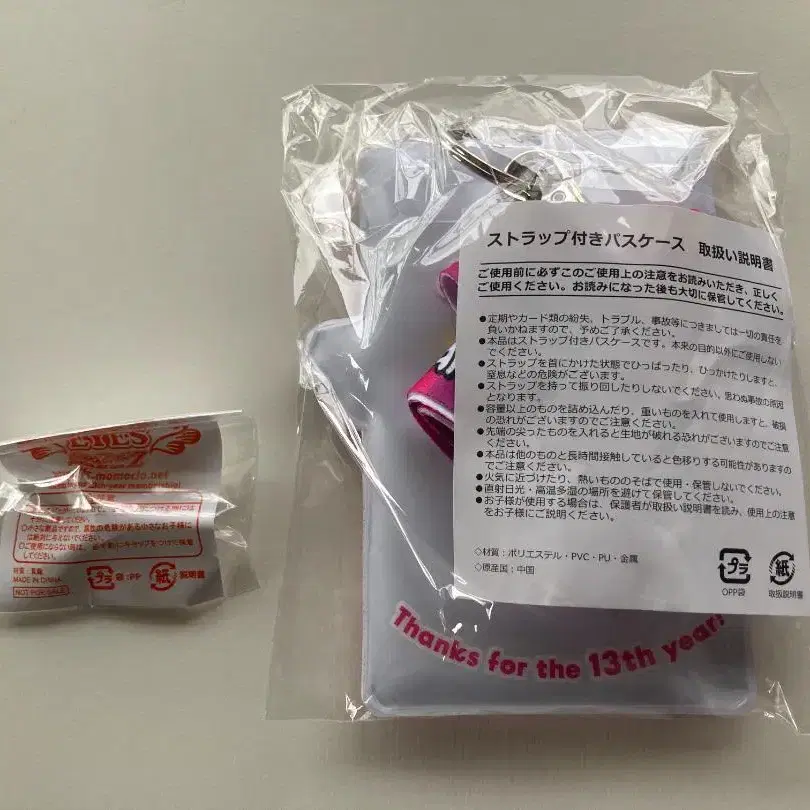 ストラップ付きパスケース 取扱い説明書
ご使用前に必ずこのご使用上の注意をお読みいただき、正しく
ご使用ください。お読みになった後も大切に保管してください。
●定期やカード類の紛失、トラブル、事故等につきましては一切の責任を
負いかねますので、予めご了承ください。
●本品はストラップ付きパスケースです。本来の目的以外にご使用しない
でください。
●ストラップを首にかけた状態でひっぱったり、ひっかけたりしますと、
窒息などの危険がございます。
●ストラップを持って振り回したりしないでください。思わぬ事故の原因
となります。
●容量以上のものを詰め込んだり、重いものを入れて使用しますと、破損
の恐れがございますのでご注意ください。
●先端の尖ったものを入れると生地が破れる恐れがございますのでご注意
ください。
●本品は他のものと長時間接触していると色移りする可能性がありますの
でご注意ください。
●火気に近づけたり、熱いもののそばで使用・保管しないでください。
●直射日光・高温多湿の場所を避けて保管してください。
●お子様が使用する場合は、保護者が取扱い説明書を読み、使用上の注意
をお子様にご説明ください。
◇材質：ポリエステル・PVC・PU・金属
◇原産国：中国
プラ
OPP袋
紙
取扱説明書
Thanks for the 13th year!
MADE IN CHINA
NOT FOR SALE
プラ
袋：PP
紙
説明書